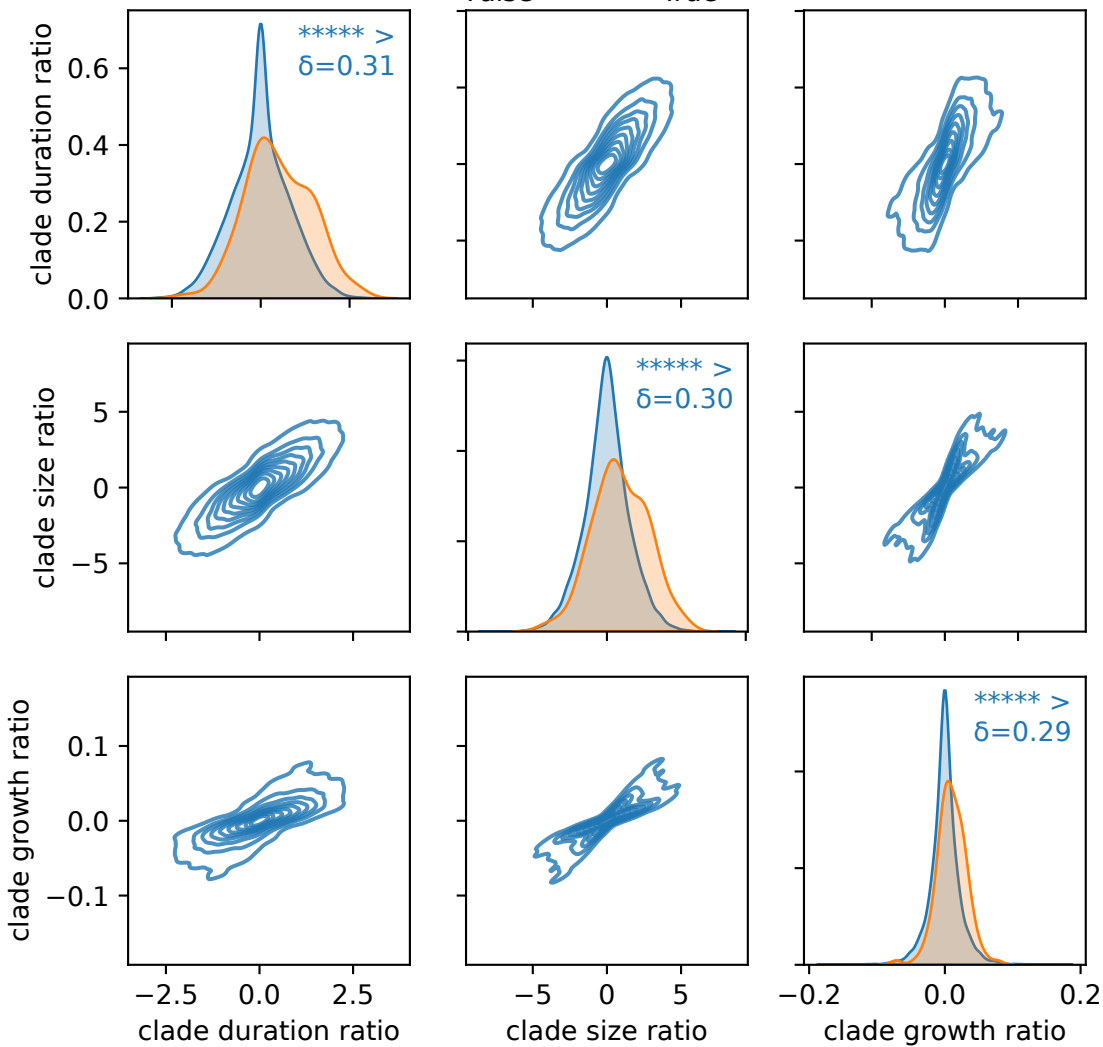 ***** >
δ=0.31
clade duration ratio
0.6
0.4
0.2
0.0
***** >
δ=0.30
clade size ratio
5
0
−5
***** >
δ=0.29
clade growth ratio
0.1
0.0
−0.1
−2.5 0.0 2.5
−5 0 5
−0.2 0.0 0.2
clade duration ratio
clade size ratio
clade growth ratio